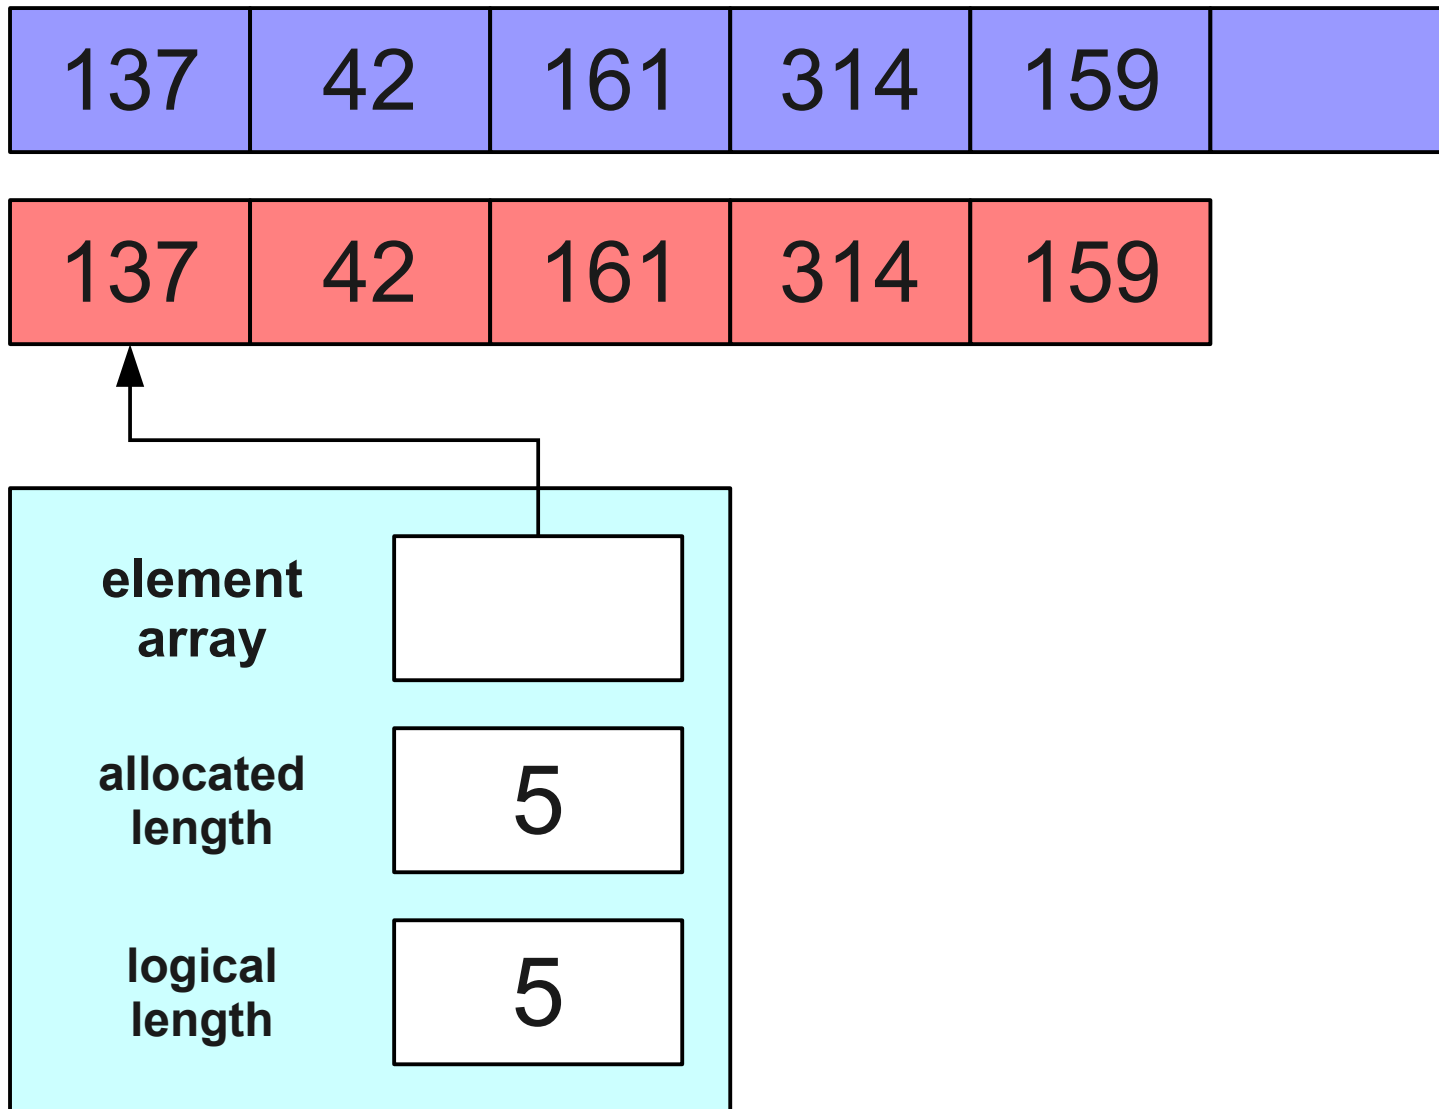 137 42 161 314 159
137 42 161 314 159
element
array
allocated
length
5
logical
length
5